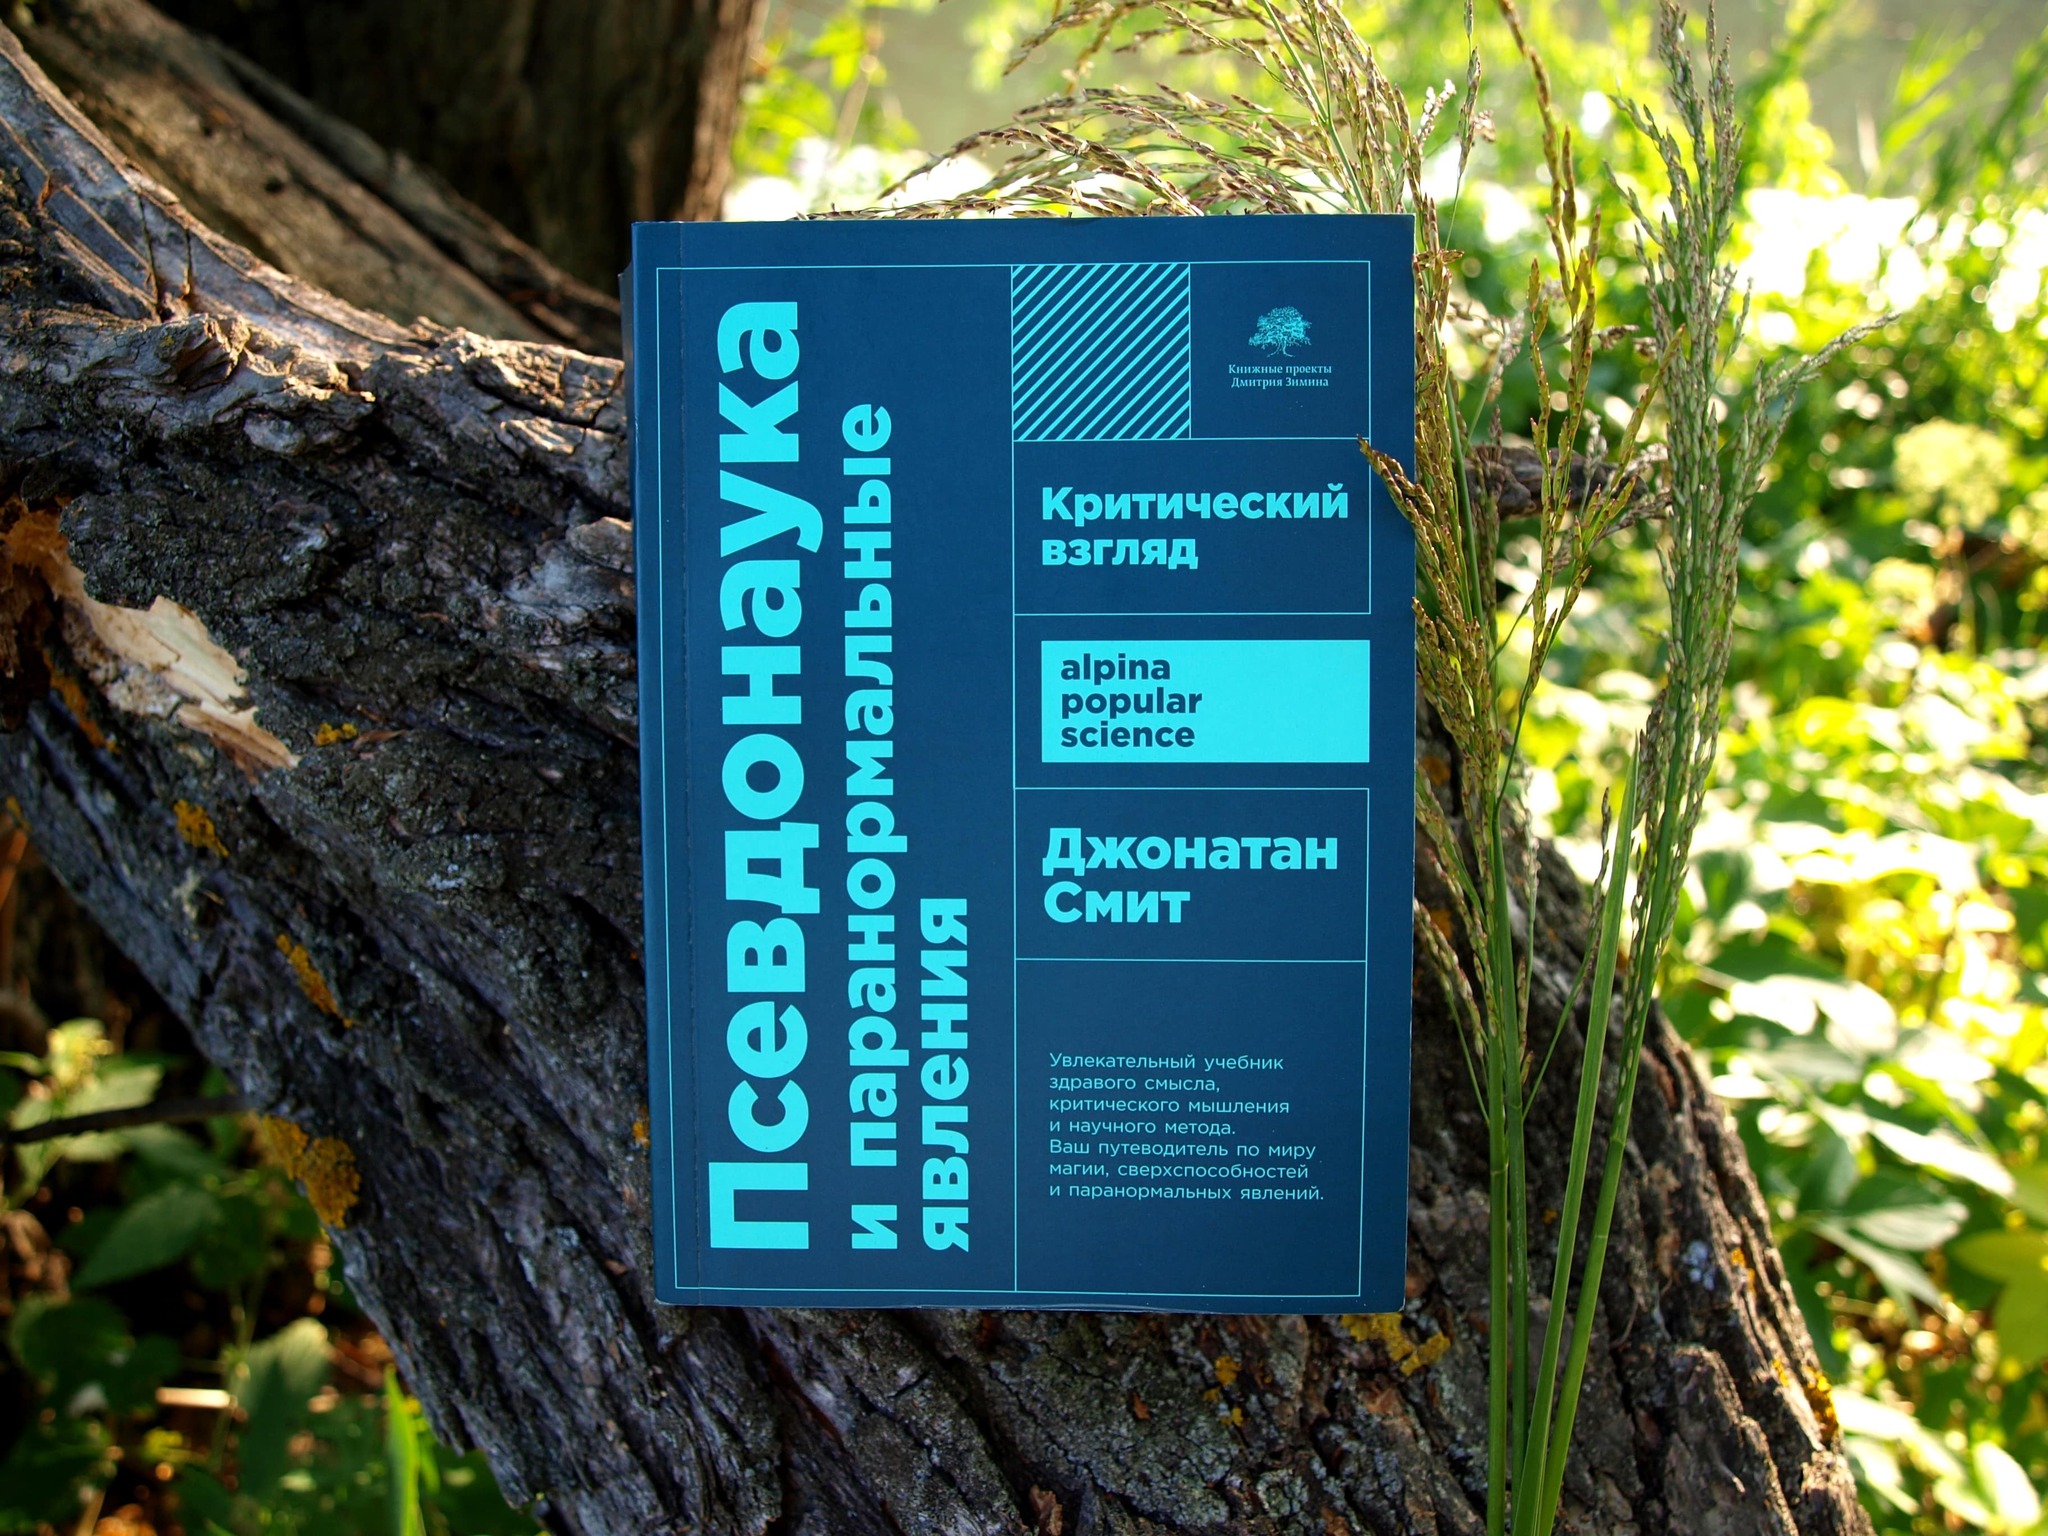 Псевдонаука
и паранормальные
явления
Книжные проекты
Дмитрия Зимина
Критический
взгляд
alpina
popular
science
Джонатан
Смит
Увлекательный учебник
здравого смысла,
критического мышления
и научного метода.
Ваш путеводитель по миру
магии, сверхспособностей
и паранормальных явлений.